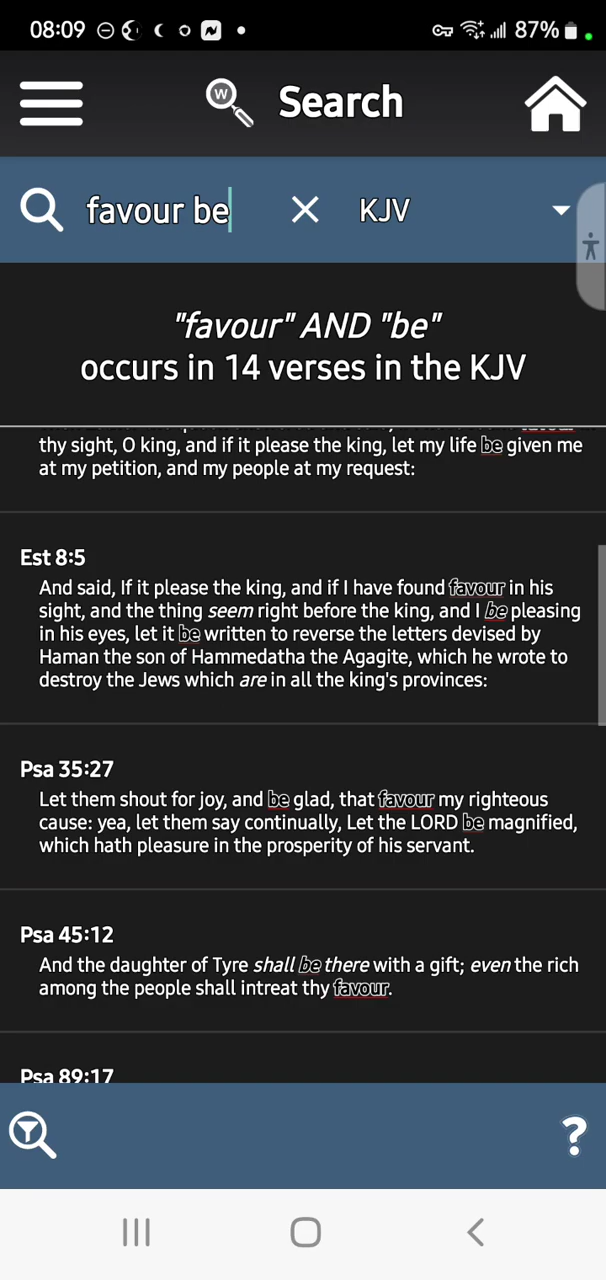 08:09
87%
W
Search
favour be
KJV
"favour" AND "be"
occurs in 14 verses in the KJV
thy sight, O king, and if it please the king, let my life be given me
at my petition, and my people at my request:
Est 8:5
And said, If it please the king, and if I have found favour in his
sight, and the thing seem right before the king, and I be pleasing
in his eyes, let it be written to reverse the letters devised by
Haman the son of Hammedatha the Agagite, which he wrote to
destroy the Jews which are in all the king's provinces:
Psa 35:27
Let them shout for joy, and be glad, that favour my righteous
cause: yea, let them say continually, Let the LORD be magnified,
which hath pleasure in the prosperity of his servant.
Psa 45:12
And the daughter of Tyre shall be there with a gift; even the rich
among the people shall intreat thy favour.
Psa 89:17
?